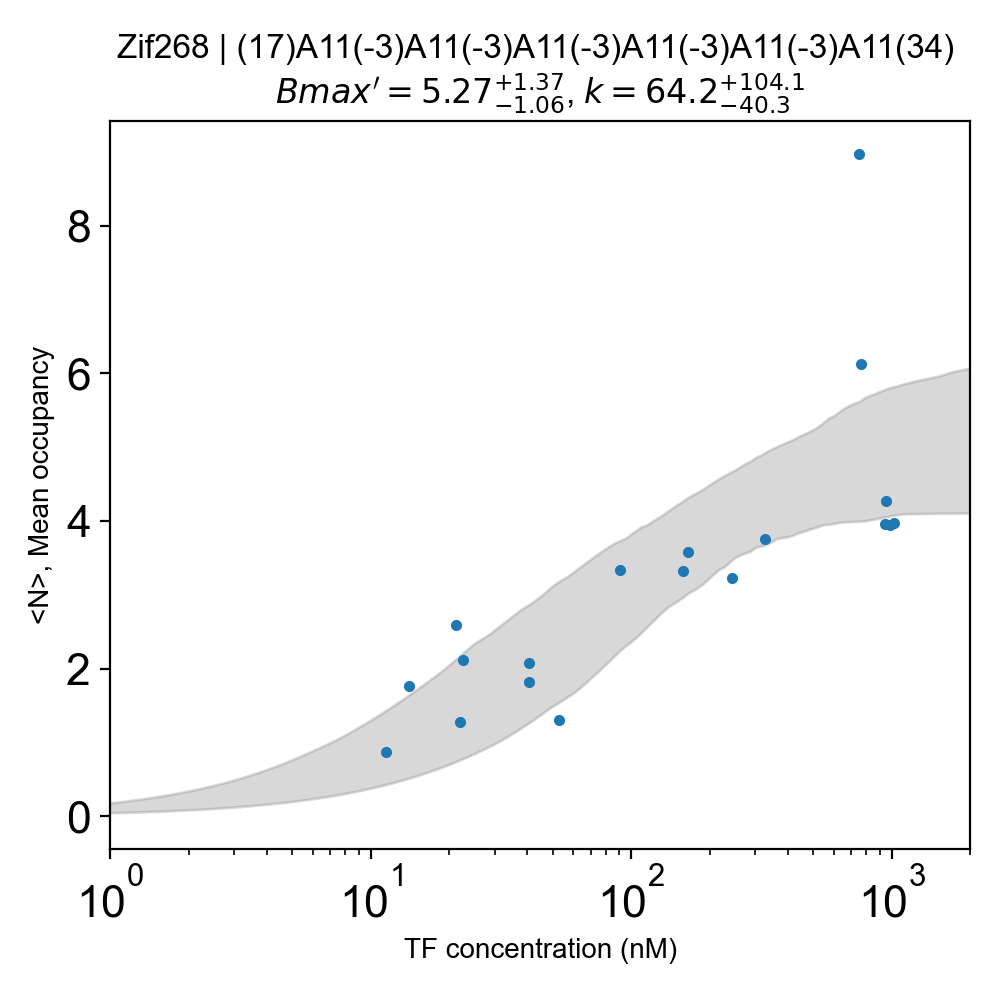 Zif268 | (17)A11(-3)A11(-3)A11(-3)A11(-3)A11(-3)A11(34)
Bmax′ = 5.27 +1.37 −1.06, k = 64.2 +104.1 −40.3
8
6
4
2
0
<N>, Mean occupancy
10^0 10^1 10^2 10^3
TF concentration (nM)